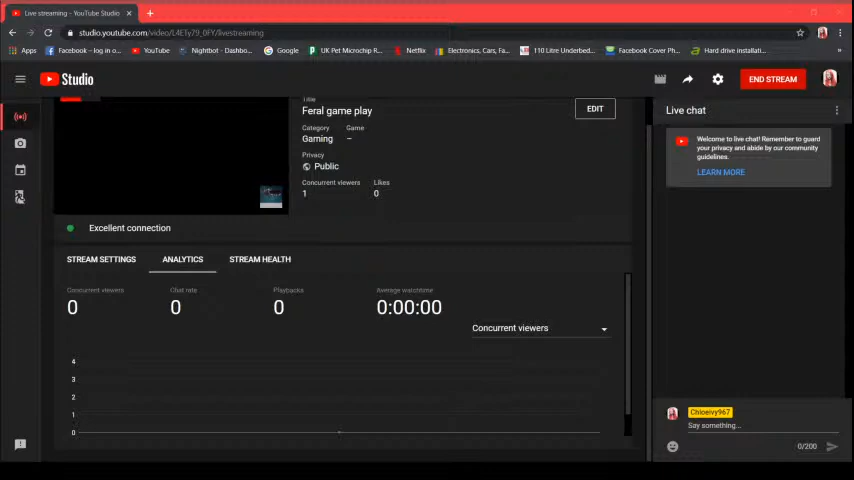 Live streaming - YouTube Studio
studio.youtube.com/video/L4E1y79_0FY/livestreaming
Apps
Facebook – log in o...
YouTube
Nightbot - Dashbo...
Google
UK Pet Microchip R...
Netflix
Electronics, Cars, Fa...
110 Litre Underbed...
Facebook Cover Ph...
Hard drive installati...
»
Studio
END STREAM
Title
Feral game play
EDIT
Category
Game
Gaming
–
Privacy
Public
Concurrent viewers
Likes
1
0
Excellent connection
STREAM SETTINGS
ANALYTICS
STREAM HEALTH
Concurrent viewers
Chat rate
Playbacks
Average watchtime
0
0
0
0:00:00
Concurrent viewers
4
3
2
1
0
Live chat
Welcome to live chat! Remember to guard
your privacy and abide by our community
guidelines.
LEARN MORE
Chloeivy967
Say something...
0/200